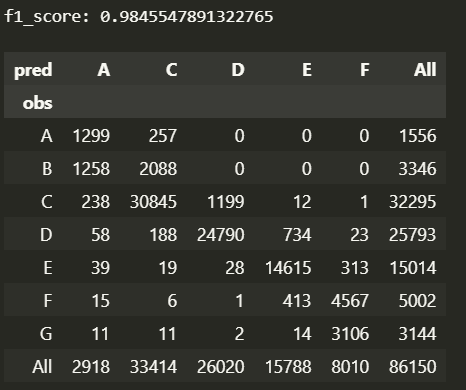 f1_score: 0.9845547891322765
pred A C D E F All
obs
A 1299 257 0 0 0 1556
B 1258 2088 0 0 0 3346
C 238 30845 1199 12 1 32295
D 58 188 24790 734 23 25793
E 39 19 28 14615 313 15014
F 15 6 1 413 4567 5002
G 11 11 2 14 3106 3144
All 2918 33414 26020 15788 8010 86150